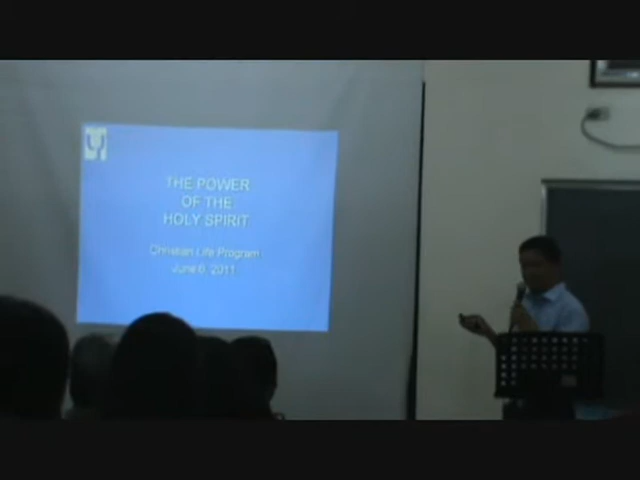 THE POWER
OF THE
HOLY SPIRIT
Christian Life Program
June 6, 2011